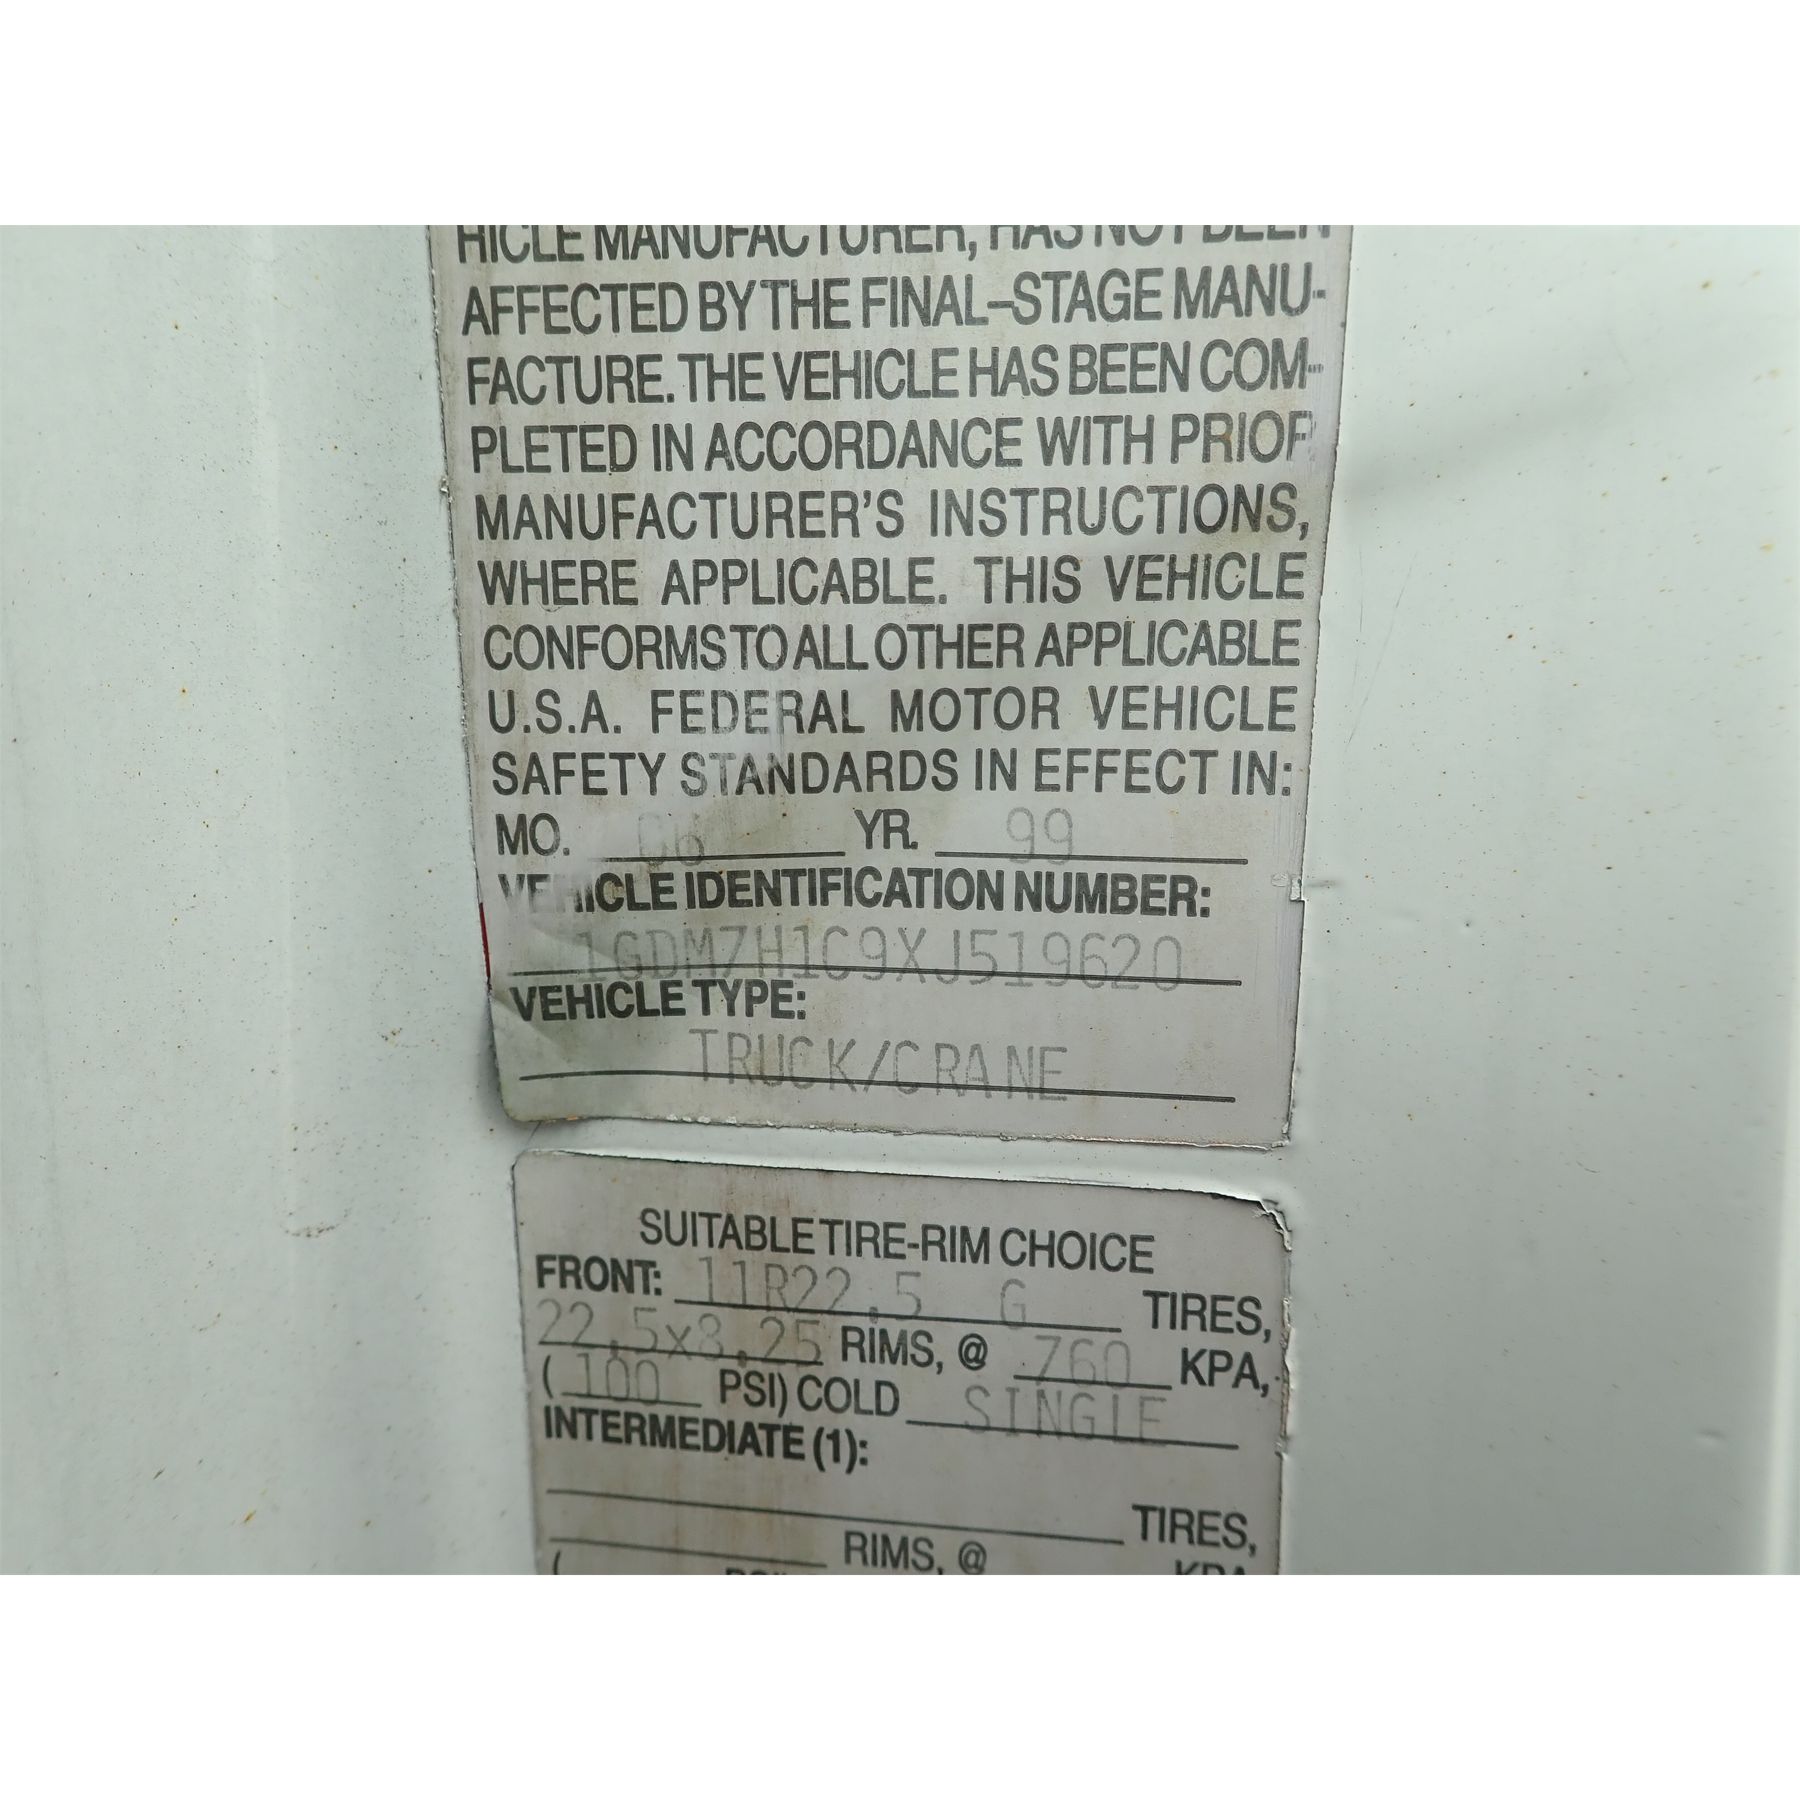 HICLE MANUFACTURER, HAS NOT BEEN
AFFECTED BY THE FINAL–STAGE MANU-
FACTURE. THE VEHICLE HAS BEEN COM-
PLETED IN ACCORDANCE WITH PRIOR
MANUFACTURER'S INSTRUCTIONS,
WHERE APPLICABLE. THIS VEHICLE
CONFORMS TO ALL OTHER APPLICABLE
U.S.A. FEDERAL MOTOR VEHICLE
SAFETY STANDARDS IN EFFECT IN:
MO. 06 YR. 99
VEHICLE IDENTIFICATION NUMBER:
1GDM7H1C9XJ519620
VEHICLE TYPE:
TRUCK/CRANE
SUITABLE TIRE-RIM CHOICE
FRONT: 11R22.5 G TIRES,
22.5x8.25 RIMS, @ 760 KPA,
(100 PSI) COLD SINGLE
INTERMEDIATE (1):
TIRES,
RIMS, @ KPA
(